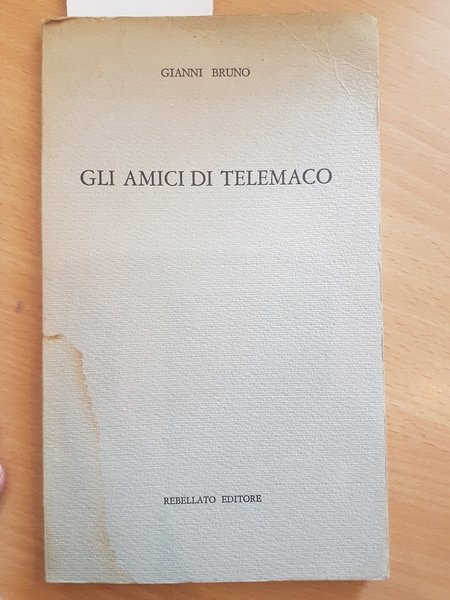 GIANNI BRUNO
GLI AMICI DI TELEMACO
REBELLATO EDITORE